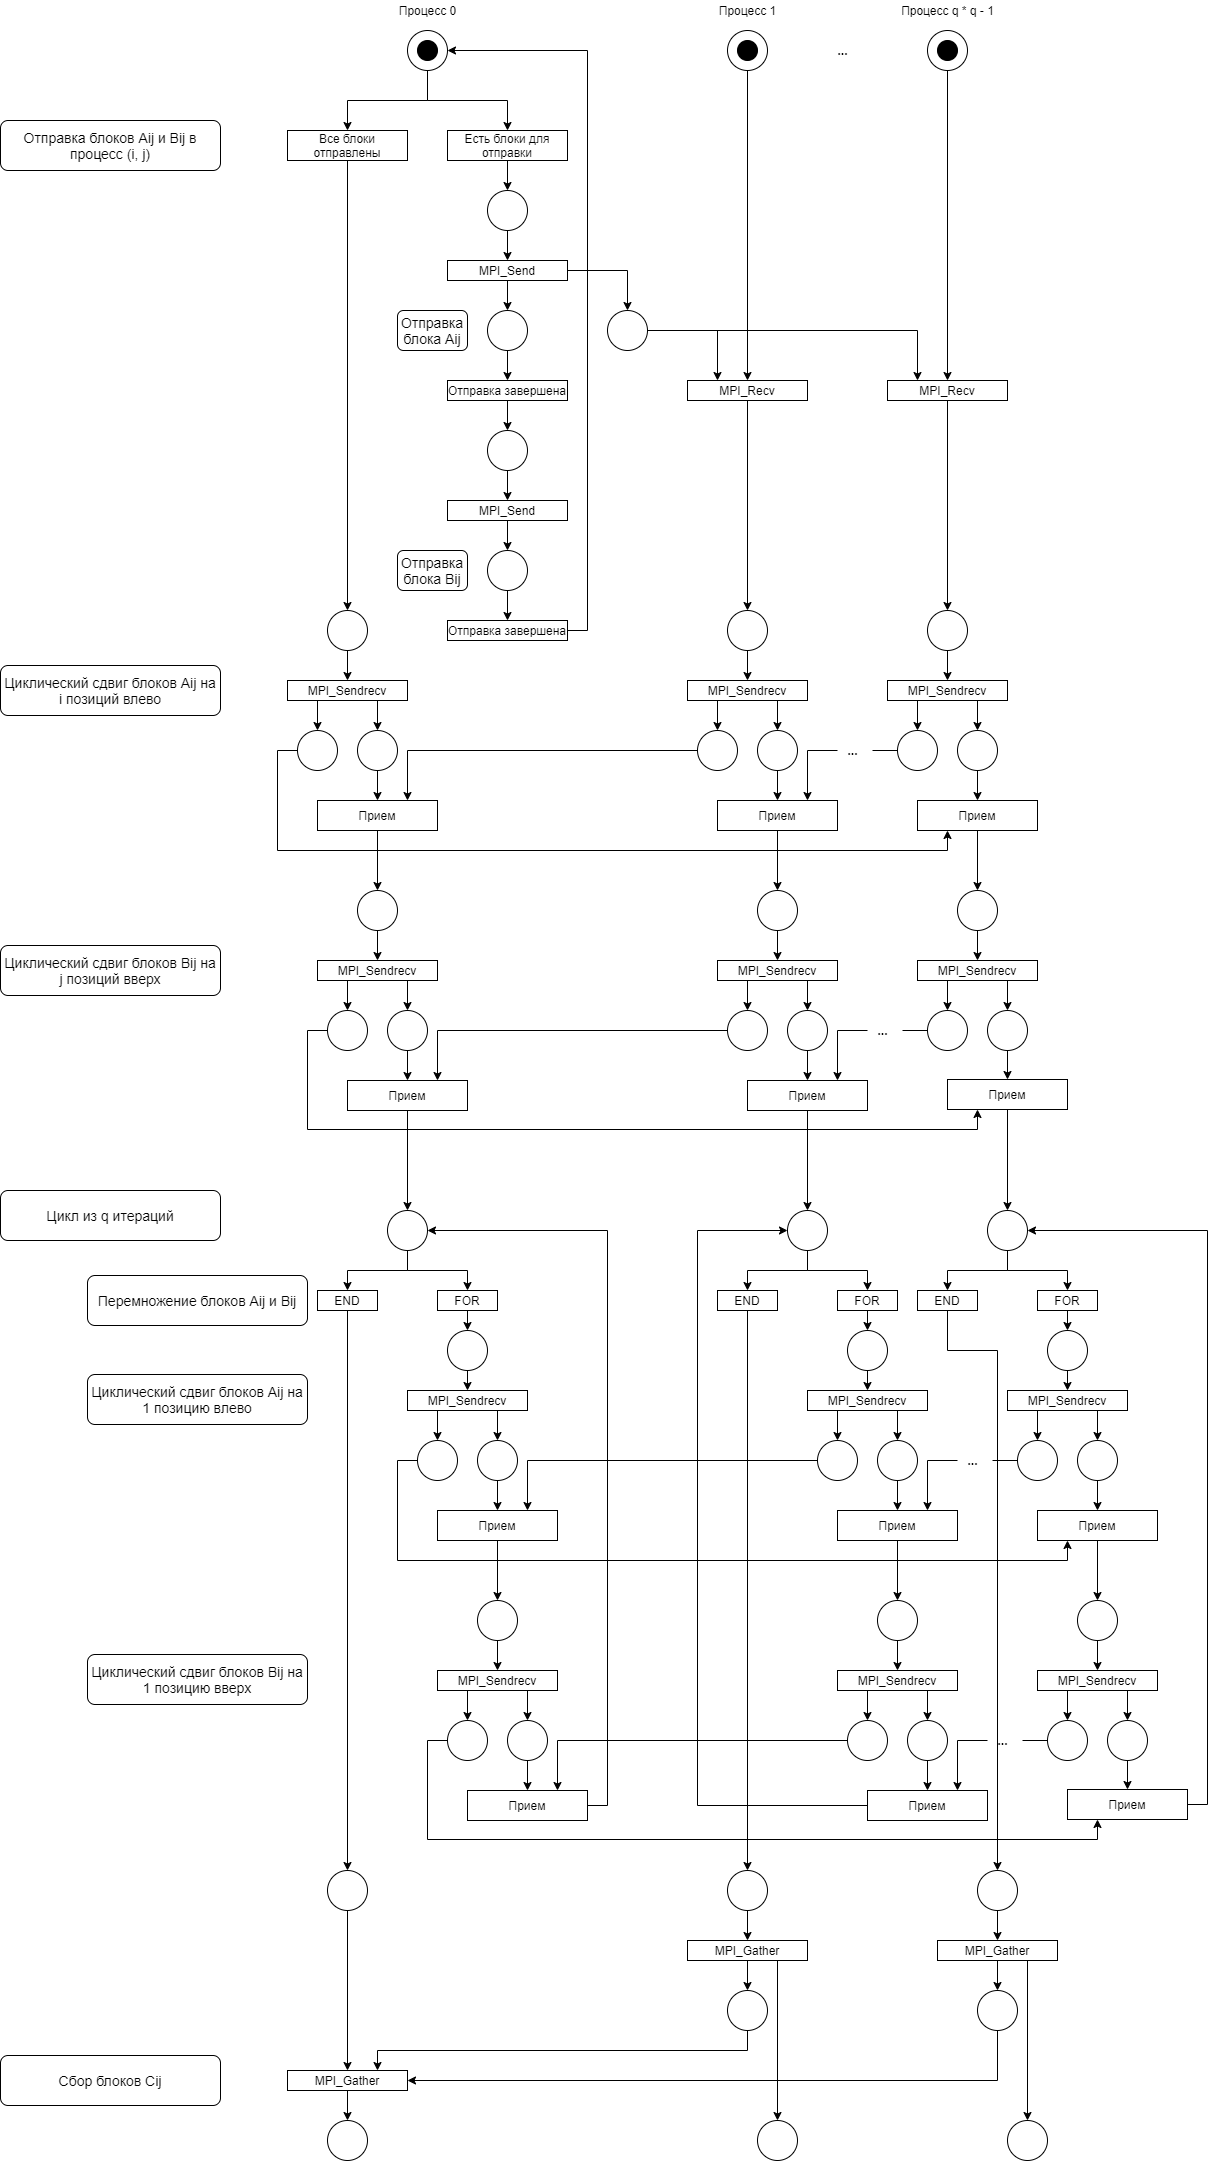 Процесс 0
Процесс 1
Процесс q * q - 1
...
Отправка блоков Aij и Bij в
процесс (i, j)
Все блоки
отправлены
Есть блоки для
отправки
MPI_Send
Отправка
блока Aij
Отправка завершена
MPI_Recv
MPI_Recv
MPI_Send
Отправка
блока Bij
Отправка завершена
Циклический сдвиг блоков Aij на
i позиций влево
MPI_Sendrecv
MPI_Sendrecv
MPI_Sendrecv
...
Прием
Прием
Прием
Циклический сдвиг блоков Bij на
j позиций вверх
MPI_Sendrecv
MPI_Sendrecv
MPI_Sendrecv
...
Прием
Прием
Прием
Цикл из q итераций
Перемножение блоков Aij и Bij
END
FOR
END
FOR
END
FOR
Циклический сдвиг блоков Aij на
1 позицию влево
MPI_Sendrecv
MPI_Sendrecv
MPI_Sendrecv
...
Прием
Прием
Прием
Циклический сдвиг блоков Bij на
1 позицию вверх
MPI_Sendrecv
MPI_Sendrecv
MPI_Sendrecv
...
Прием
Прием
Прием
MPI_Gather
MPI_Gather
Сбор блоков Cij
MPI_Gather